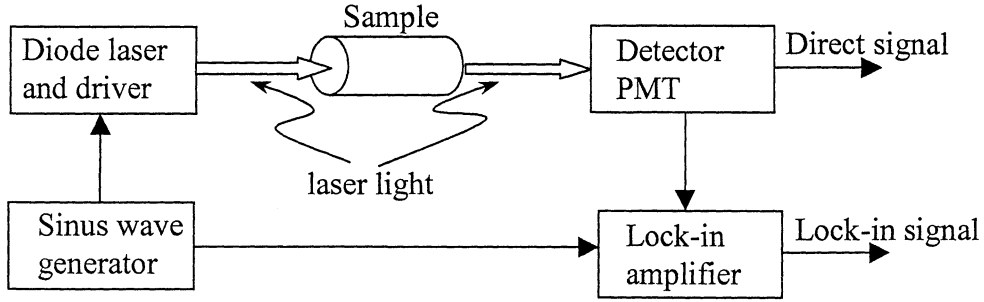 Sample
Diode laser
and driver
Detector
PMT
Direct signal
laser light
Sinus wave
generator
Lock-in
amplifier
Lock-in signal